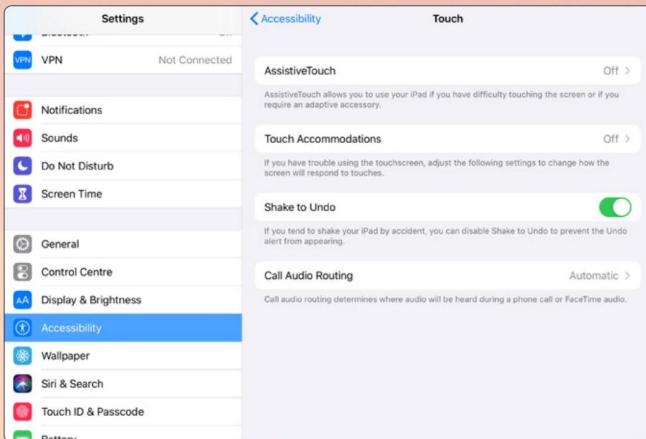 Settings
VPN VPN Not Connected
Notifications
Sounds
Do Not Disturb
Screen Time
General
Control Centre
AA Display & Brightness
Accessibility
Wallpaper
Siri & Search
Touch ID & Passcode
Battery
Accessibility Touch
AssistiveTouch Off
AssistiveTouch allows you to use your iPad if you have difficulty touching the screen or if you
require an adaptive accessory.
Touch Accommodations Off
If you have trouble using the touchscreen, adjust the following settings to change how the
screen will respond to touches.
Shake to Undo
If you tend to shake your iPad by accident, you can disable Shake to Undo to prevent the Undo
alert from appearing.
Call Audio Routing Automatic
Call audio routing determines where audio will be heard during a phone call or FaceTime audio.